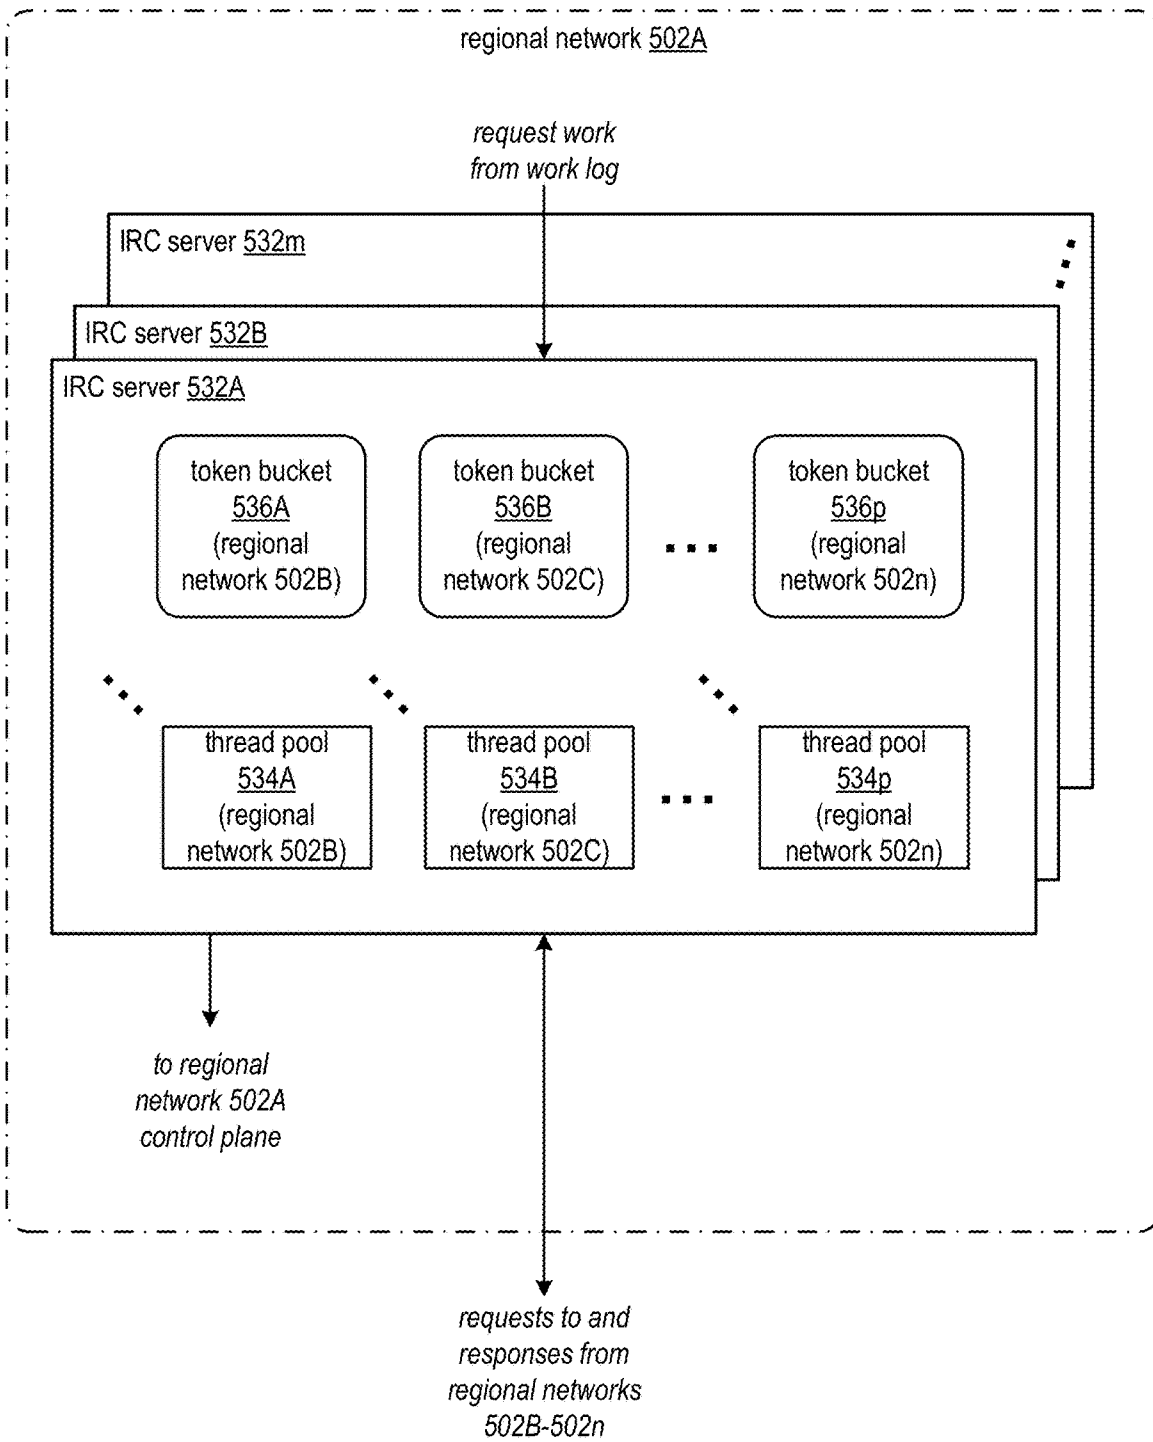 regional network 502A
request work
from work log
IRC server 532m
IRC server 532B
IRC server 532A
token bucket
536A
(regional
network 502B)
token bucket
536B
(regional
network 502C)
token bucket
536p
(regional
network 502n)
thread pool
534A
(regional
network 502B)
thread pool
534B
(regional
network 502C)
thread pool
534p
(regional
network 502n)
to regional
network 502A
control plane
requests to and
responses from
regional networks
502B-502n